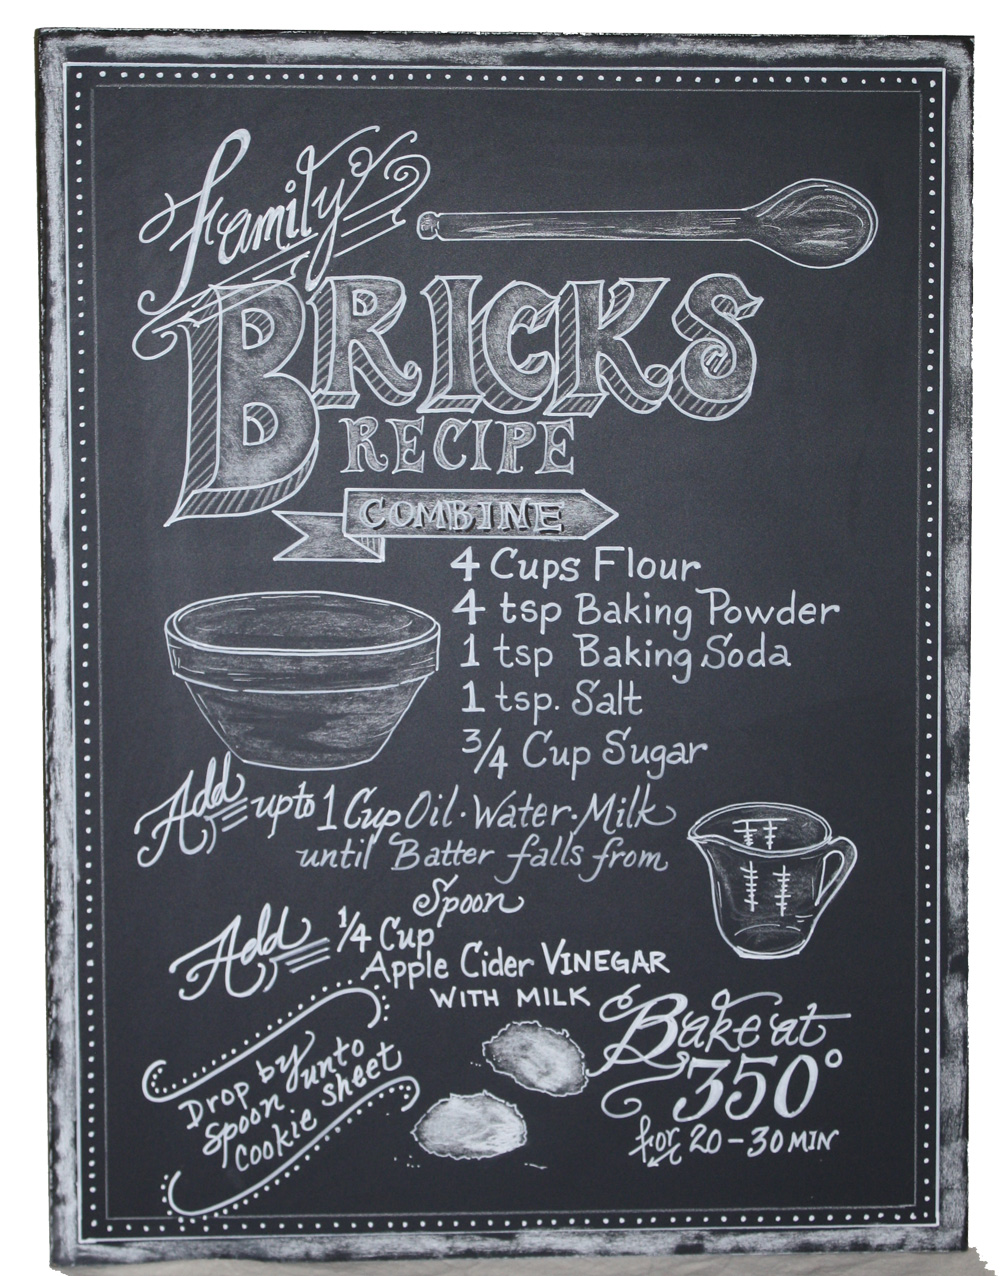 Family
BRICKS
RECIPE
COMBINE
4 Cups Flour
4 tsp Baking Powder
1 tsp Baking Soda
1 tsp. Salt
3/4 Cup Sugar
Add upto 1 Cup Oil · Water · Milk
until Batter falls from
Spoon
Add 1/4 Cup
Apple Cider VINEGAR
WITH MILK
Drop by
Spoon unto
Cookie Sheet
Bake at
350°
for 20-30 MIN